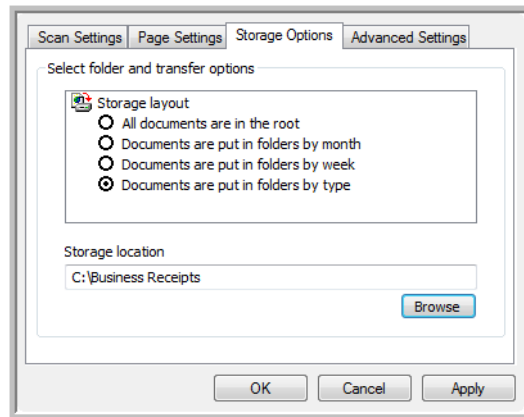 Scan Settings Page Settings Storage Options Advanced Settings
Select folder and transfer options
Storage layout
All documents are in the root
Documents are put in folders by month
Documents are put in folders by week
Documents are put in folders by type
Storage location
C:\Business Receipts
Browse
OK Cancel Apply